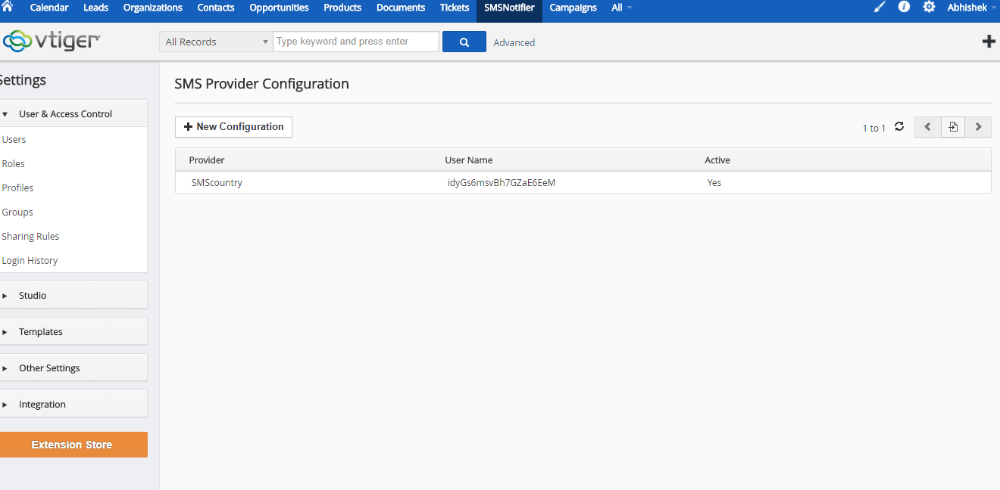 Calendar Leads Organizations Contacts Opportunities Products Documents Tickets SMSNotifier Campaigns All Abhishek
vtiger All Records Type keyword and press enter Advanced
Settings
SMS Provider Configuration
User & Access Control
New Configuration
1 to 1
Users
Roles
Profiles
Groups
Sharing Rules
Login History
Provider User Name Active
SMScountry idyGs6msvBh7GZaE6EeM Yes
Studio
Templates
Other Settings
Integration
Extension Store